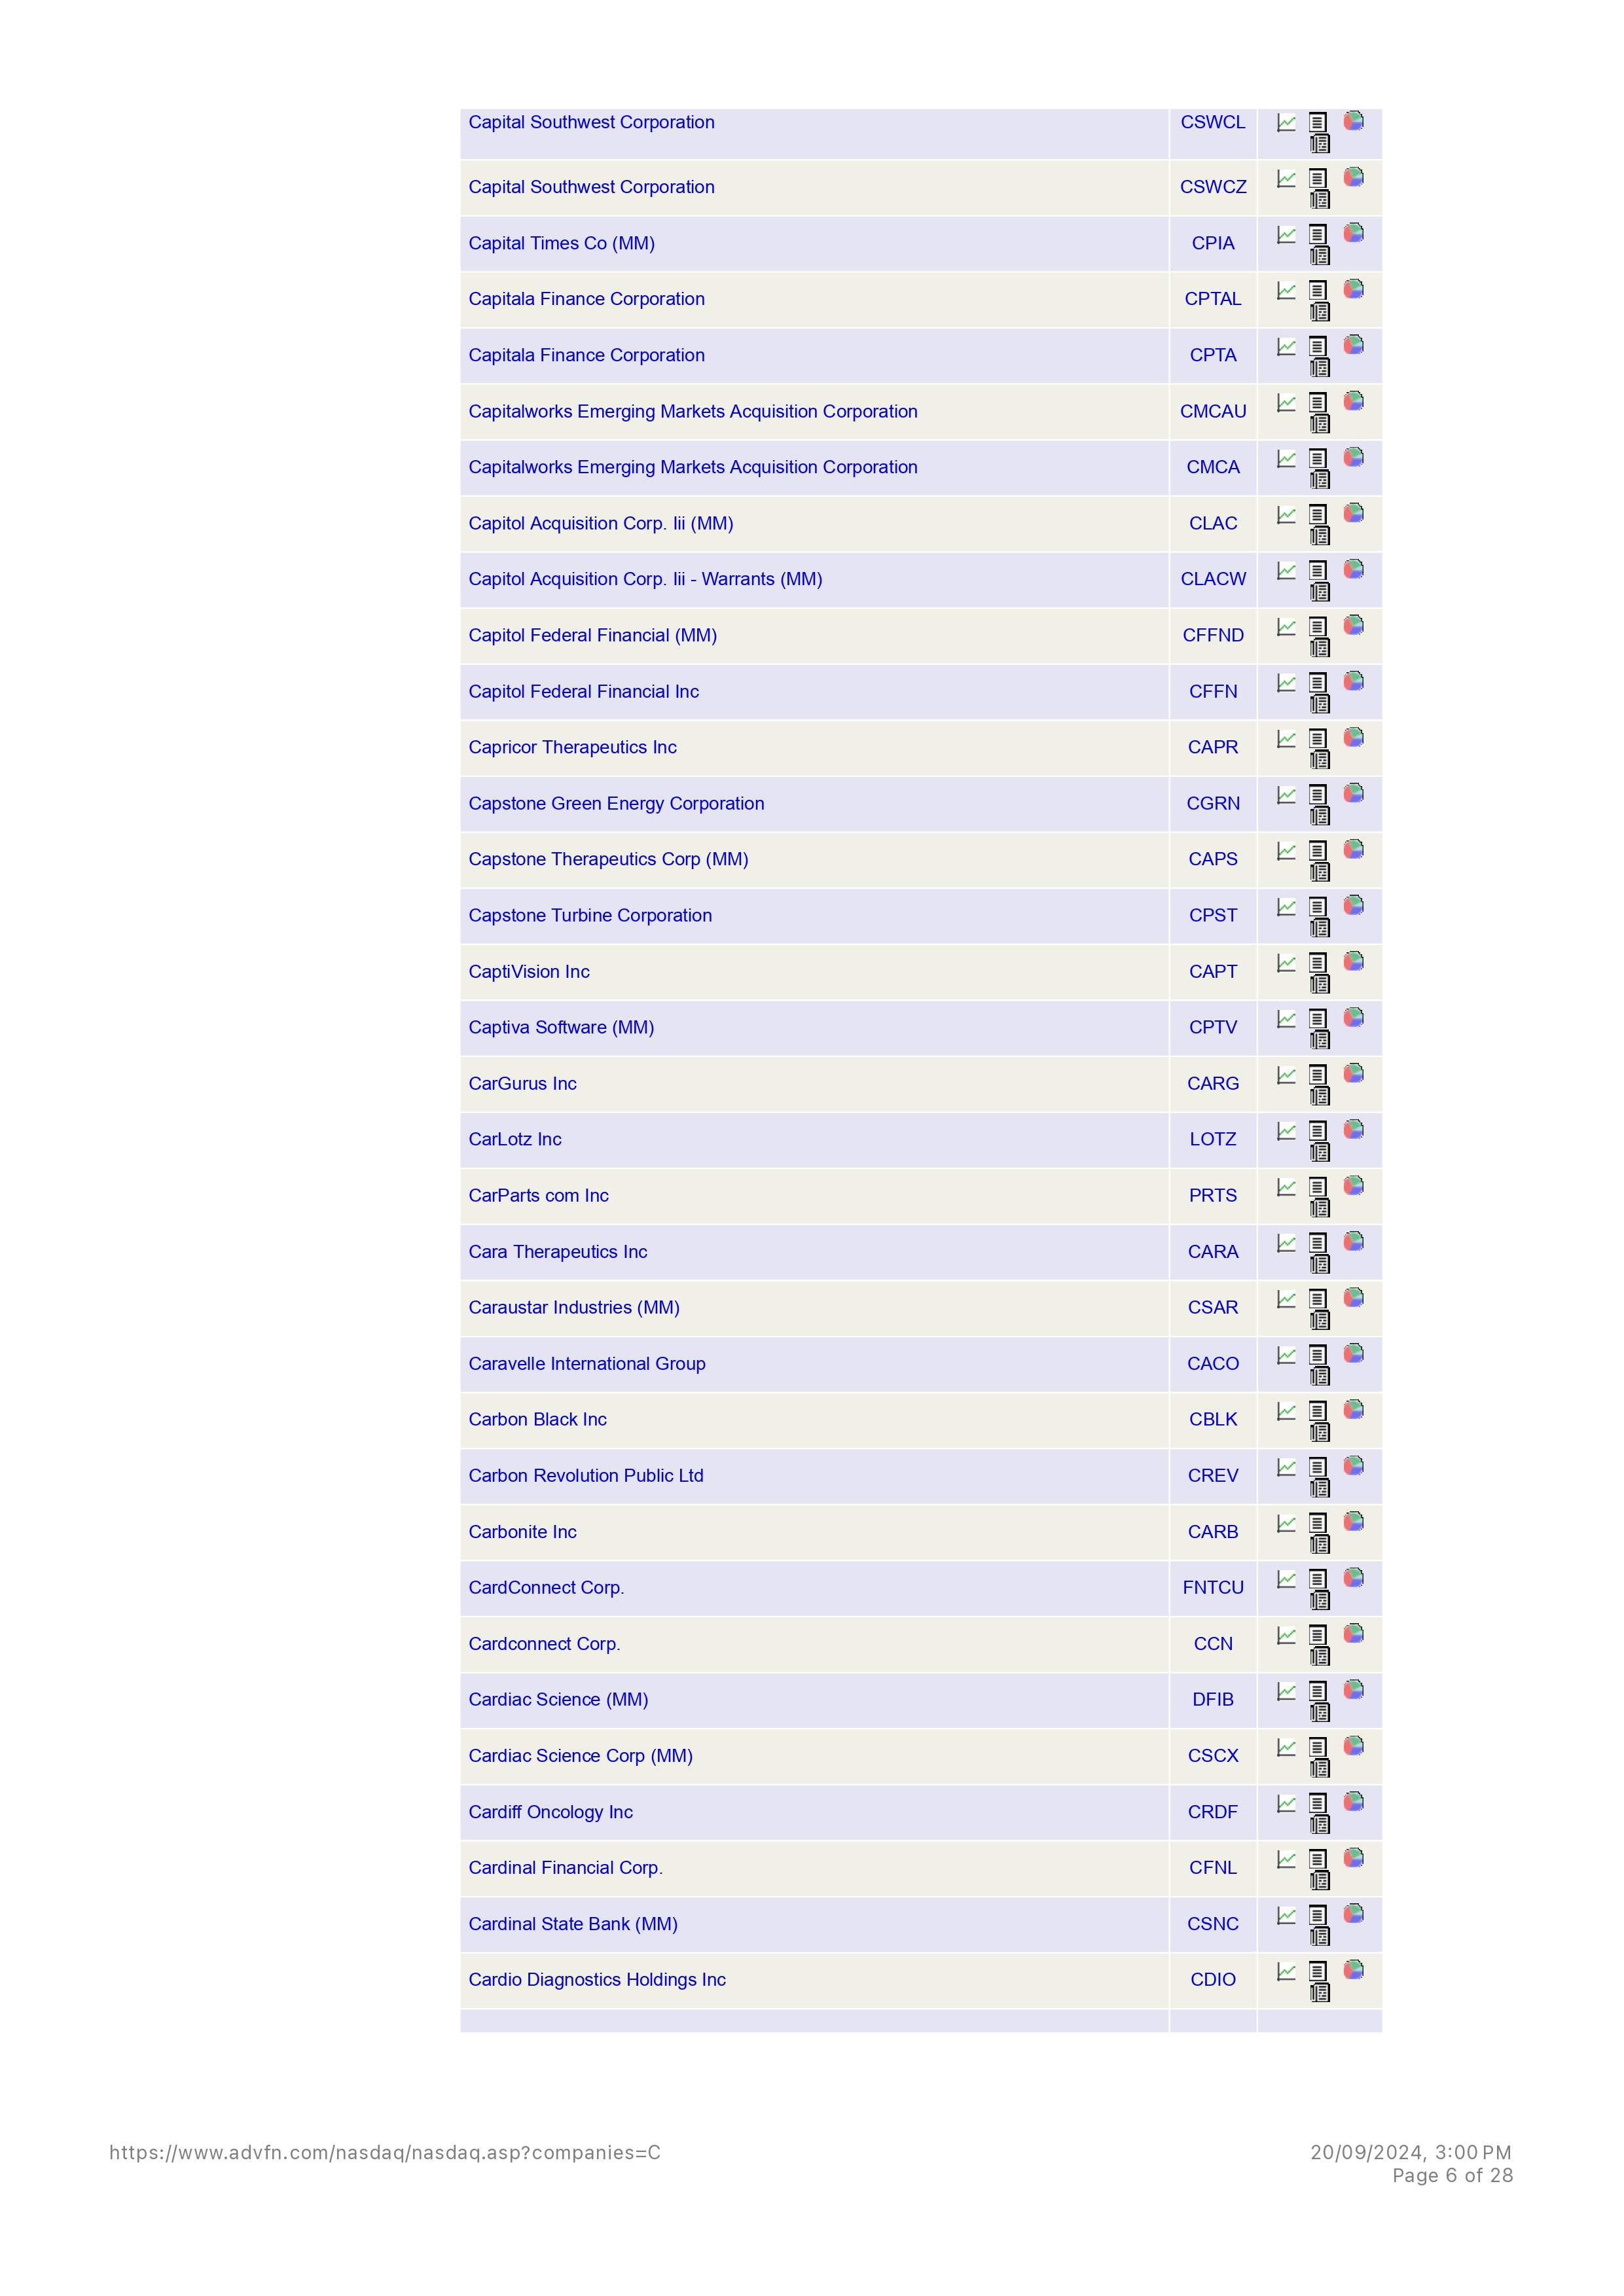 Capital Southwest Corporation CSWCL
Capital Southwest Corporation CSWCZ
Capital Times Co (MM) CPIA
Capitala Finance Corporation CPTAL
Capitala Finance Corporation CPTA
Capitalworks Emerging Markets Acquisition Corporation CMCAU
Capitalworks Emerging Markets Acquisition Corporation CMCA
Capitol Acquisition Corp. Iii (MM) CLAC
Capitol Acquisition Corp. Iii - Warrants (MM) CLACW
Capitol Federal Financial (MM) CFFND
Capitol Federal Financial Inc CFFN
Capricor Therapeutics Inc CAPR
Capstone Green Energy Corporation CGRN
Capstone Therapeutics Corp (MM) CAPS
Capstone Turbine Corporation CPST
CaptiVision Inc CAPT
Captiva Software (MM) CPTV
CarGurus Inc CARG
CarLotz Inc LOTZ
CarParts com Inc PRTS
Cara Therapeutics Inc CARA
Caraustar Industries (MM) CSAR
Caravelle International Group CACO
Carbon Black Inc CBLK
Carbon Revolution Public Ltd CREV
Carbonite Inc CARB
CardConnect Corp. FNTCU
Cardconnect Corp. CCN
Cardiac Science (MM) DFIB
Cardiac Science Corp (MM) CSCX
Cardiff Oncology Inc CRDF
Cardinal Financial Corp. CFNL
Cardinal State Bank (MM) CSNC
Cardio Diagnostics Holdings Inc CDIO
https://www.advfn.com/nasdaq/nasdaq.asp?companies=C 20/09/2024, 3:00 PM
Page 6 of 28